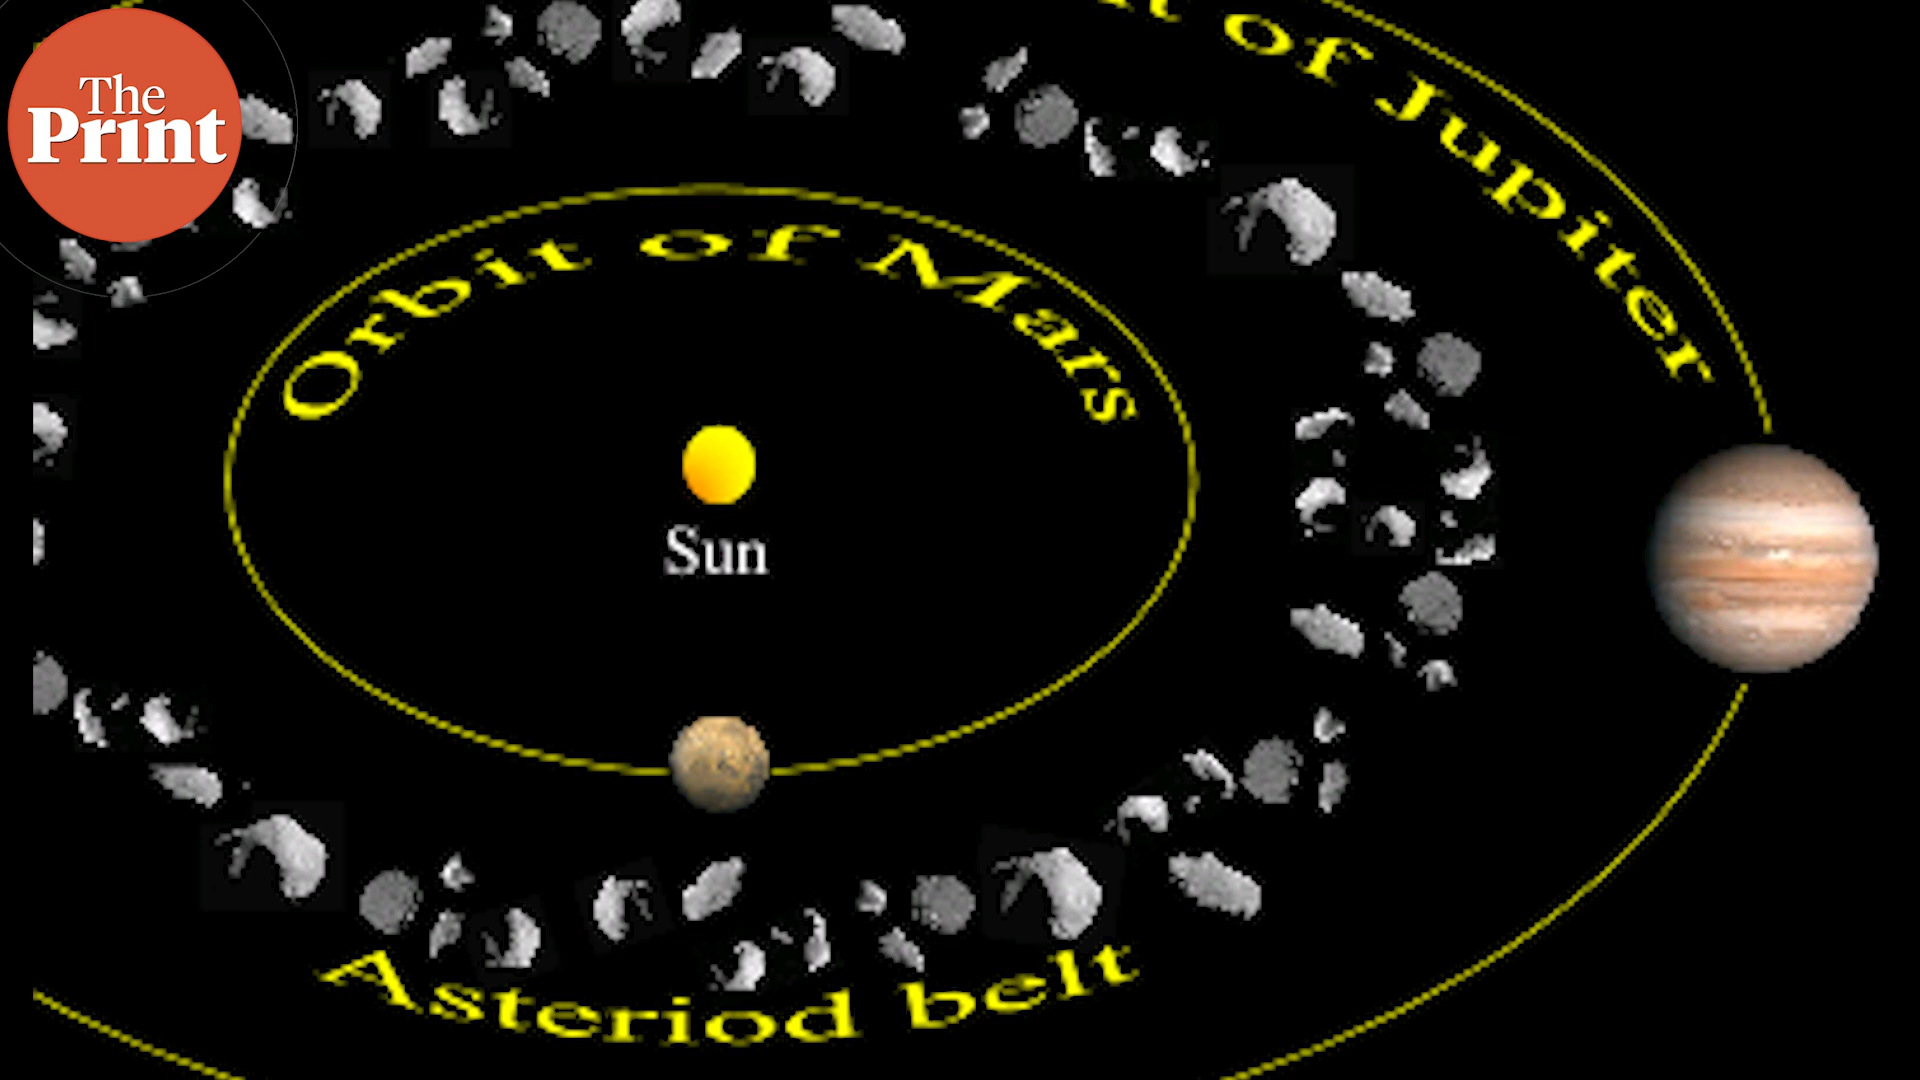 The
Print
t of Jupiter
Orbit of Mars
Sun
Asteriod belt